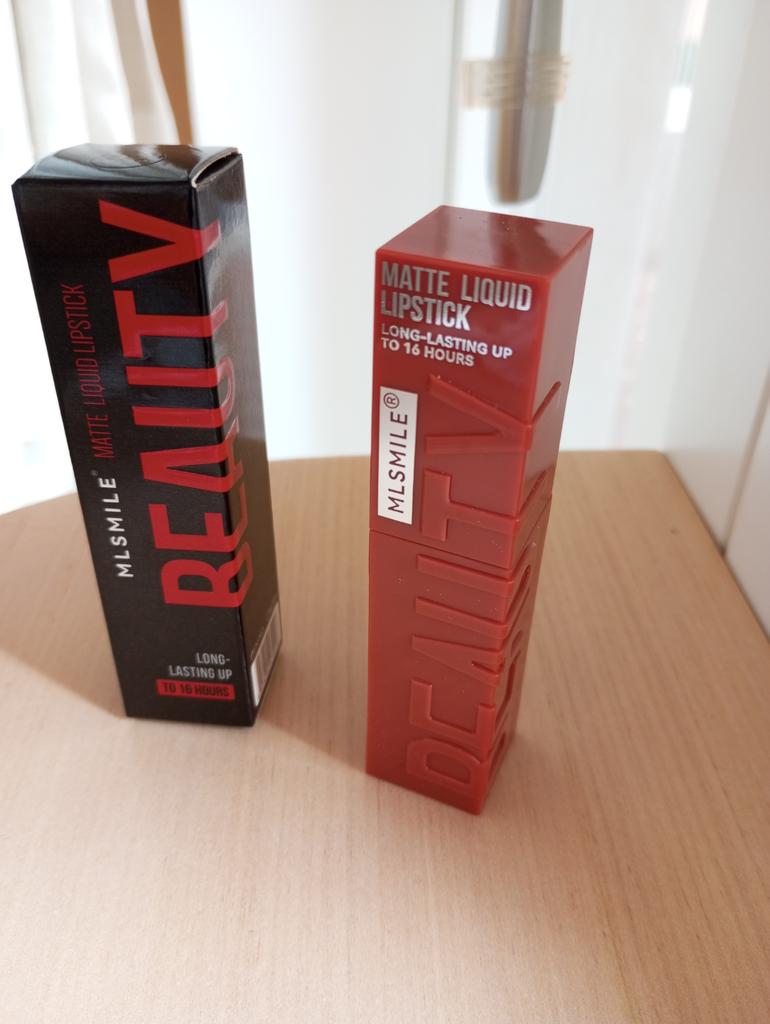 MLSMILE® MATTE LIQUID LIPSTICK
BEAUTY
LONG-
LASTING UP
TO 16 HOURS
MATTE LIQUID
LIPSTICK
LONG-LASTING UP
TO 16 HOURS
MLSMILE®
BEAUTY